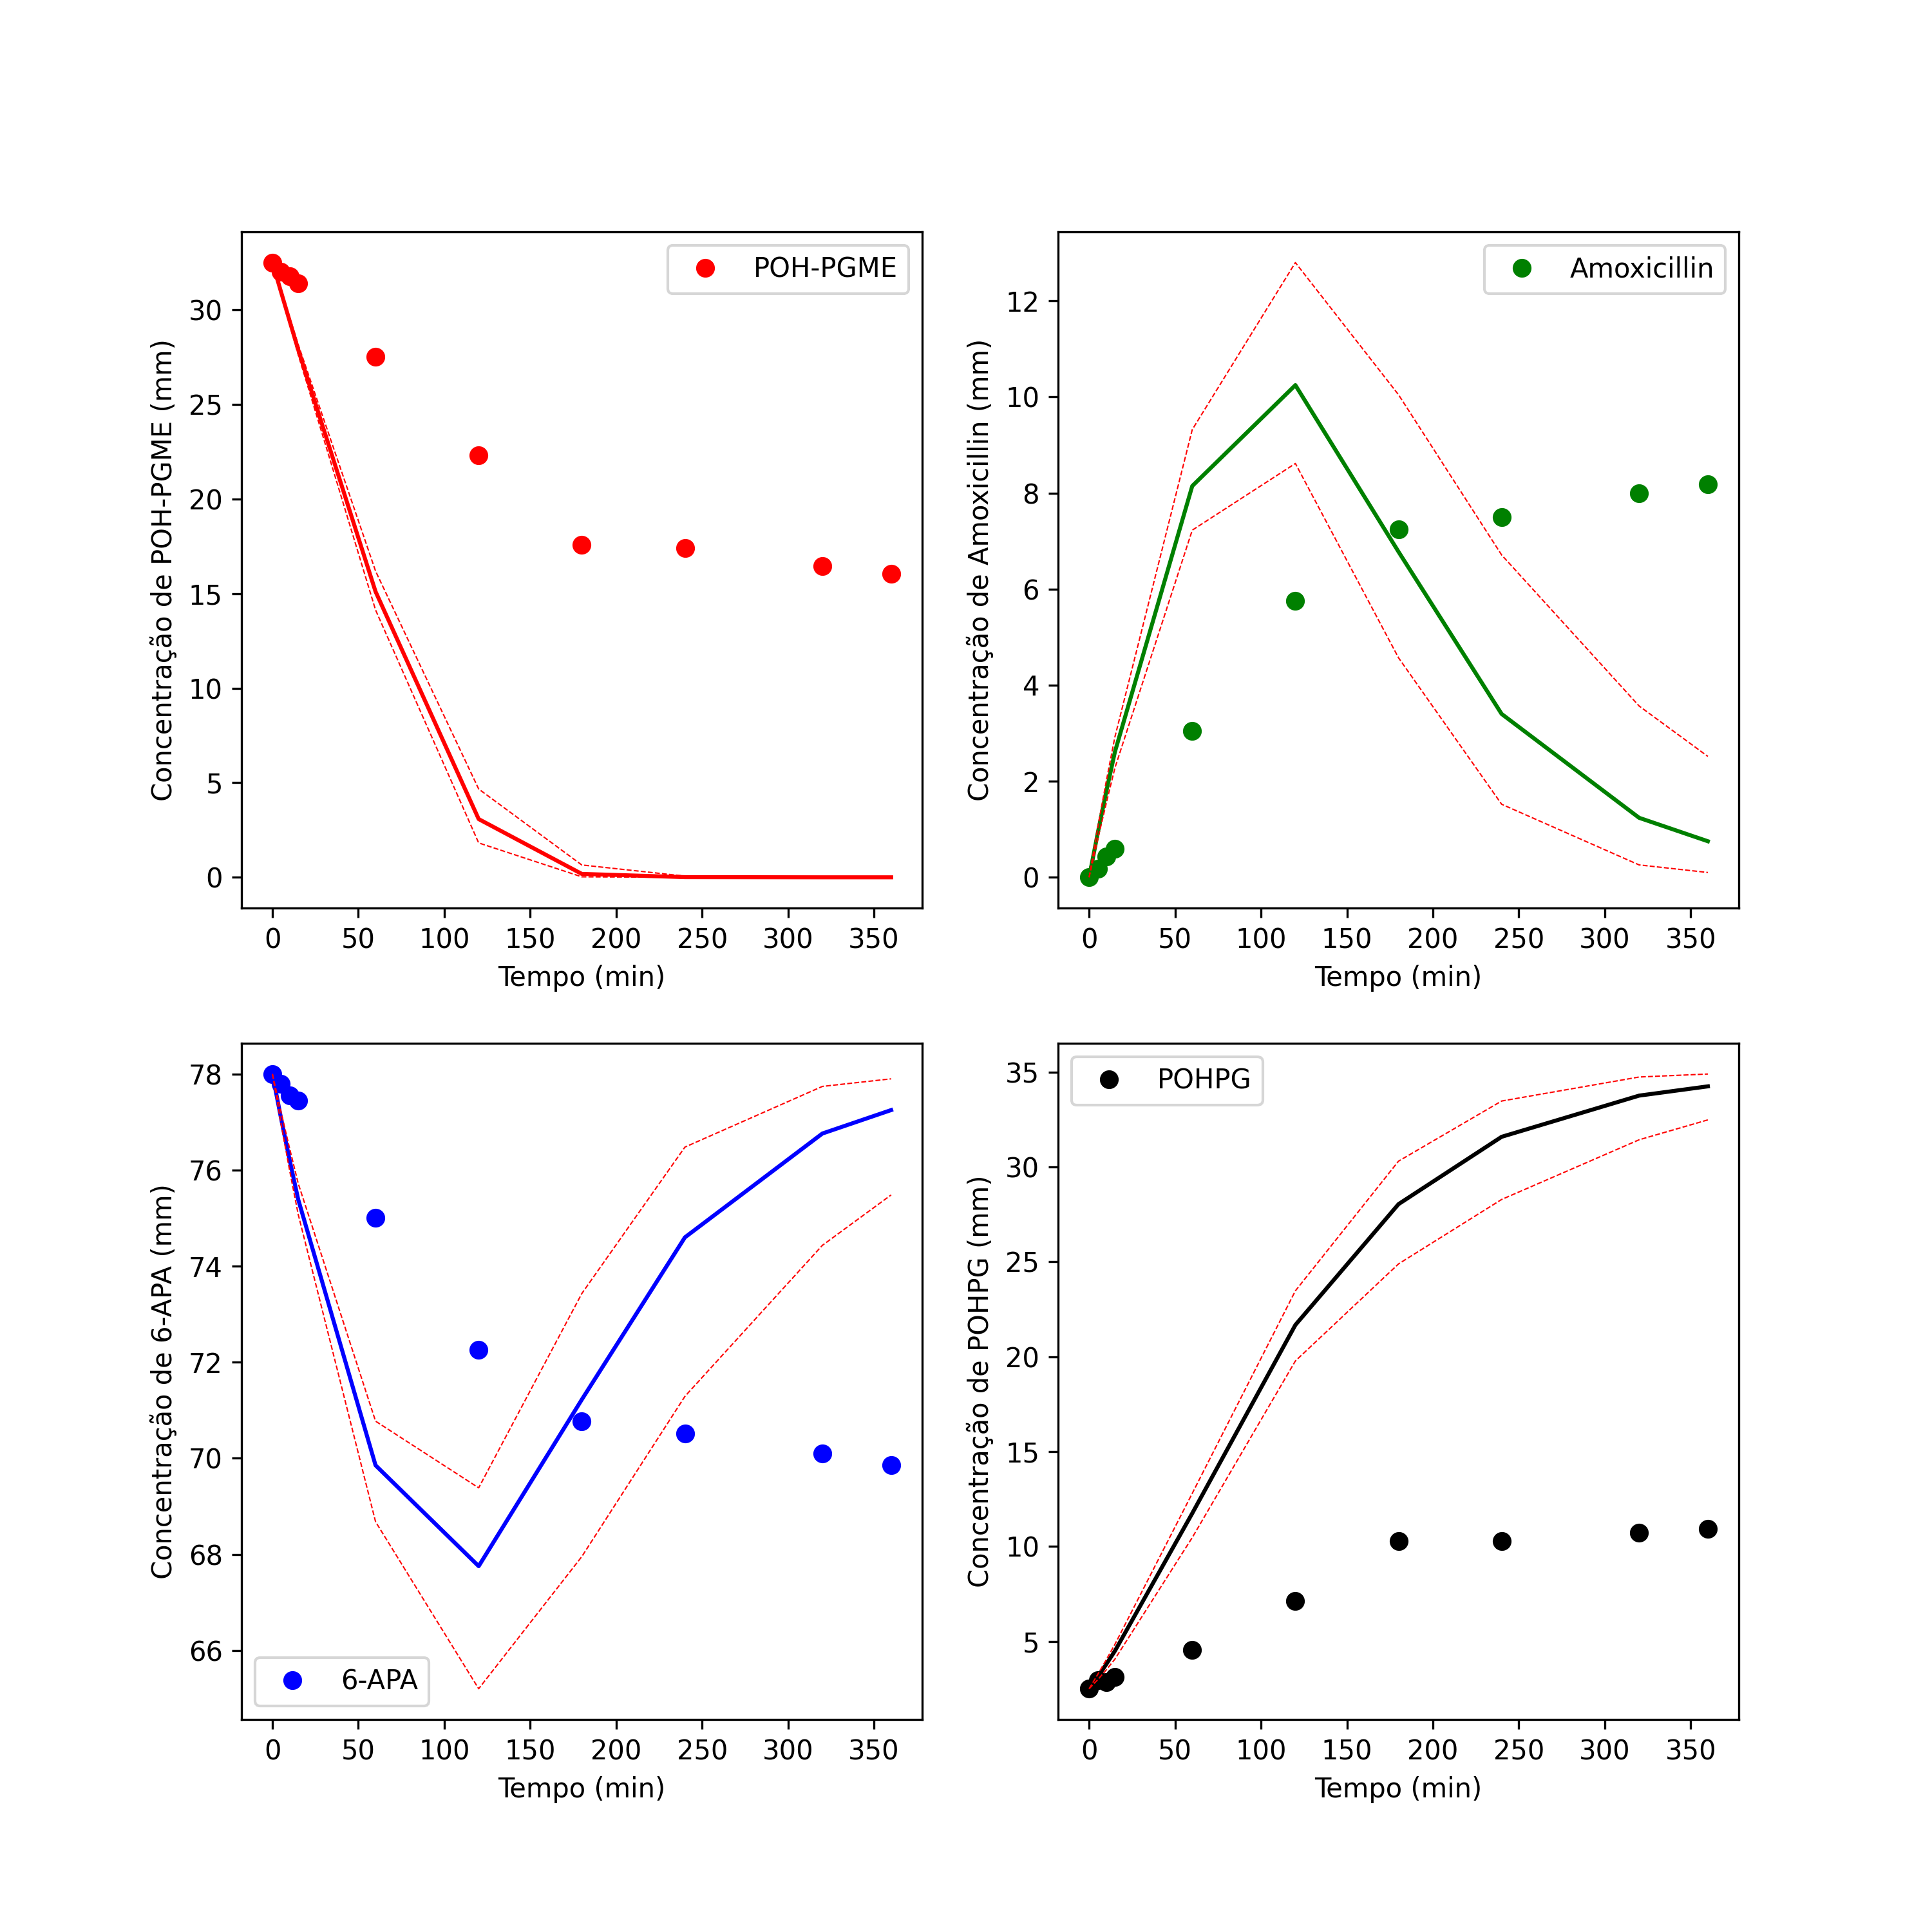 POH-PGME
Concentração de POH-PGME (mm)
30
25
20
15
10
5
0
0 50 100 150 200 250 300 350
Tempo (min)
Amoxicillin
Concentração de Amoxicillin (mm)
12
10
8
6
4
2
0
0 50 100 150 200 250 300 350
Tempo (min)
6-APA
Concentração de 6-APA (mm)
78
76
74
72
70
68
66
0 50 100 150 200 250 300 350
Tempo (min)
POHPG
Concentração de POHPG (mm)
35
30
25
20
15
10
5
0 50 100 150 200 250 300 350
Tempo (min)